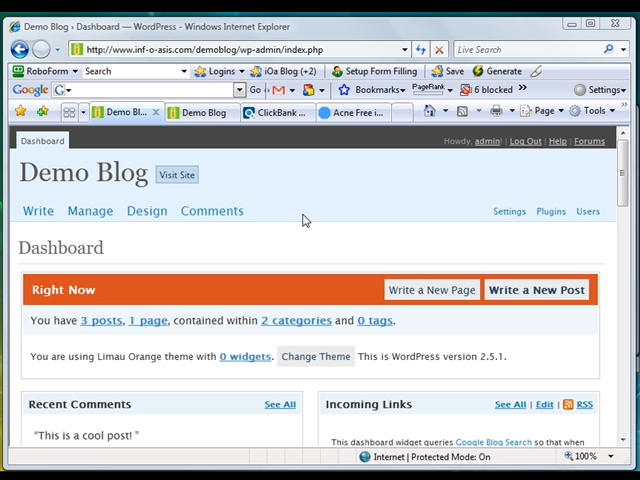 Demo Blog › Dashboard — WordPress - Windows Internet Explorer
http://www.inf-o-asis.com/demoblog/wp-admin/index.php
Live Search
RoboForm Search Logins iOa Blog (+2) Setup Form Filling Save Generate
Google Go Bookmarks PageRank 6 blocked Settings
Demo Bl... Demo Blog ClickBank ... Acne Free i... Page Tools
Dashboard Howdy, admin! | Log Out | Help | Forums
Demo Blog Visit Site
Write Manage Design Comments Settings Plugins Users
Dashboard
Right Now Write a New Page Write a New Post
You have 3 posts, 1 page, contained within 2 categories and 0 tags.
You are using Limau Orange theme with 0 widgets. Change Theme This is WordPress version 2.5.1.
Recent Comments See All Incoming Links See All | Edit | RSS
“This is a cool post! ”
This dashboard widget queries Google Blog Search so that when
Internet | Protected Mode: On 100%